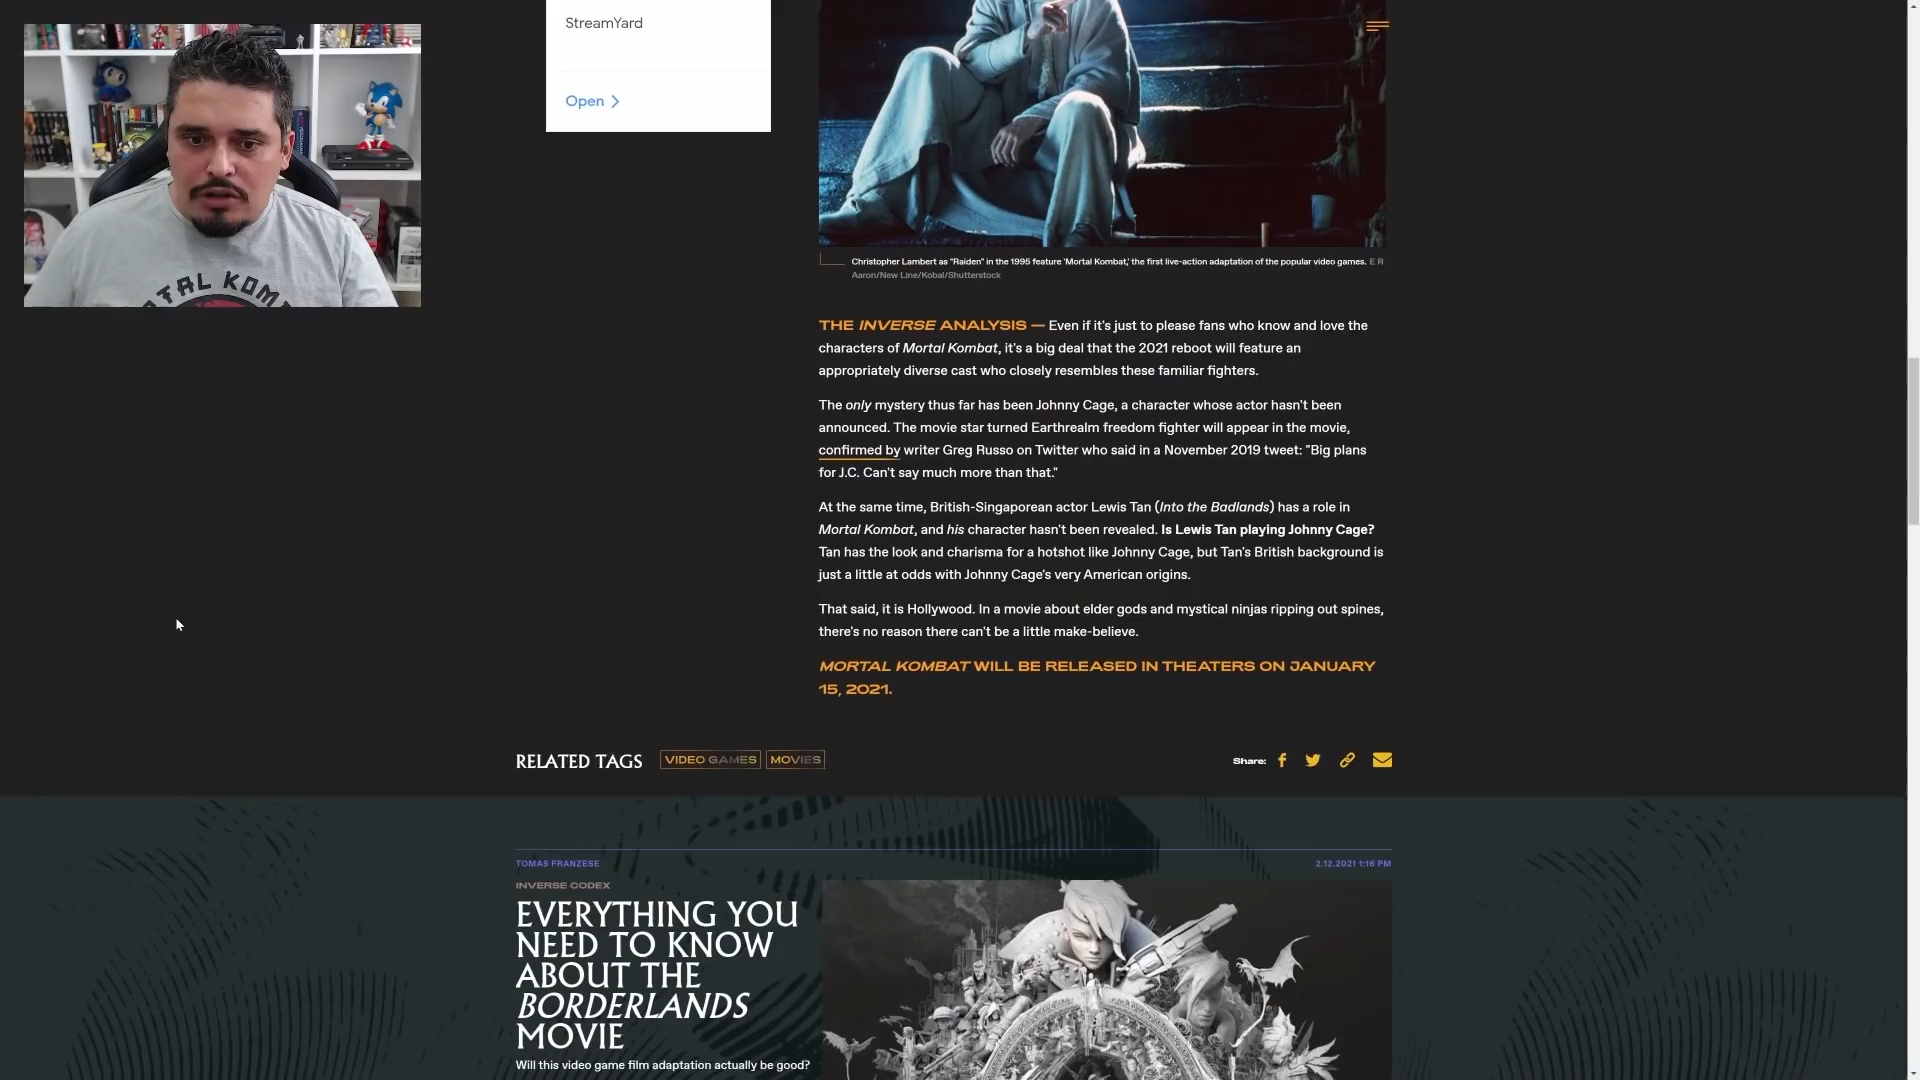 StreamYard
Open
Christopher Lambert as "Raiden" in the 1995 feature 'Mortal Kombat,' the first live-action adaptation of the popular video games. E R
Aaron/New Line/Kobal/Shutterstock
THE INVERSE ANALYSIS — Even if it's just to please fans who know and love the
characters of Mortal Kombat, it's a big deal that the 2021 reboot will feature an
appropriately diverse cast who closely resembles these familiar fighters.
The only mystery thus far has been Johnny Cage, a character whose actor hasn't been
announced. The movie star turned Earthrealm freedom fighter will appear in the movie,
confirmed by writer Greg Russo on Twitter who said in a November 2019 tweet: "Big plans
for J.C. Can't say much more than that."
At the same time, British-Singaporean actor Lewis Tan (Into the Badlands) has a role in
Mortal Kombat, and his character hasn't been revealed. Is Lewis Tan playing Johnny Cage?
Tan has the look and charisma for a hotshot like Johnny Cage, but Tan's British background is
just a little at odds with Johnny Cage's very American origins.
That said, it is Hollywood. In a movie about elder gods and mystical ninjas ripping out spines,
there's no reason there can't be a little make-believe.
MORTAL KOMBAT WILL BE RELEASED IN THEATERS ON JANUARY
15, 2021.
RELATED TAGS
VIDEO GAMES
MOVIES
Share:
TOMAS FRANZESE
2.12.2021 1:16 PM
INVERSE CODEX
EVERYTHING YOU
NEED TO KNOW
ABOUT THE
BORDERLANDS
MOVIE
Will this video game film adaptation actually be good?